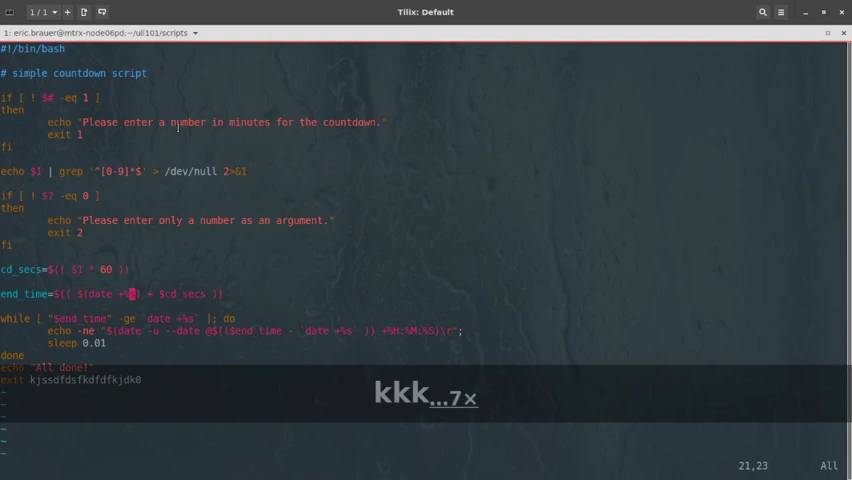 1 / 1
Tilix: Default
1: eric.brauer@mtrx-node06pd:~/uli101/scripts
#!/bin/bash
# simple countdown script
if [ ! $# -eq 1 ]
then
echo "Please enter a number in minutes for the countdown."
exit 1
fi
echo $1 | grep '^[0-9]*$' > /dev/null 2>&1
if [ ! $? -eq 0 ]
then
echo "Please enter only a number as an argument."
exit 2
fi
cd_secs=$(( $1 * 60 ))
end_time=$(( $(date +%s) + $cd_secs ))
while [ "$end_time" -ge `date +%s` ]; do
echo -ne "$(date -u --date @$(($end_time - `date +%s` )) +%H:%M:%S)\r";
sleep 0.01
done
echo "All done!"
exit kjssdfdsfkdfdfkjdk0
~
~
~
~
~
~
kkk...7×
21,23 All